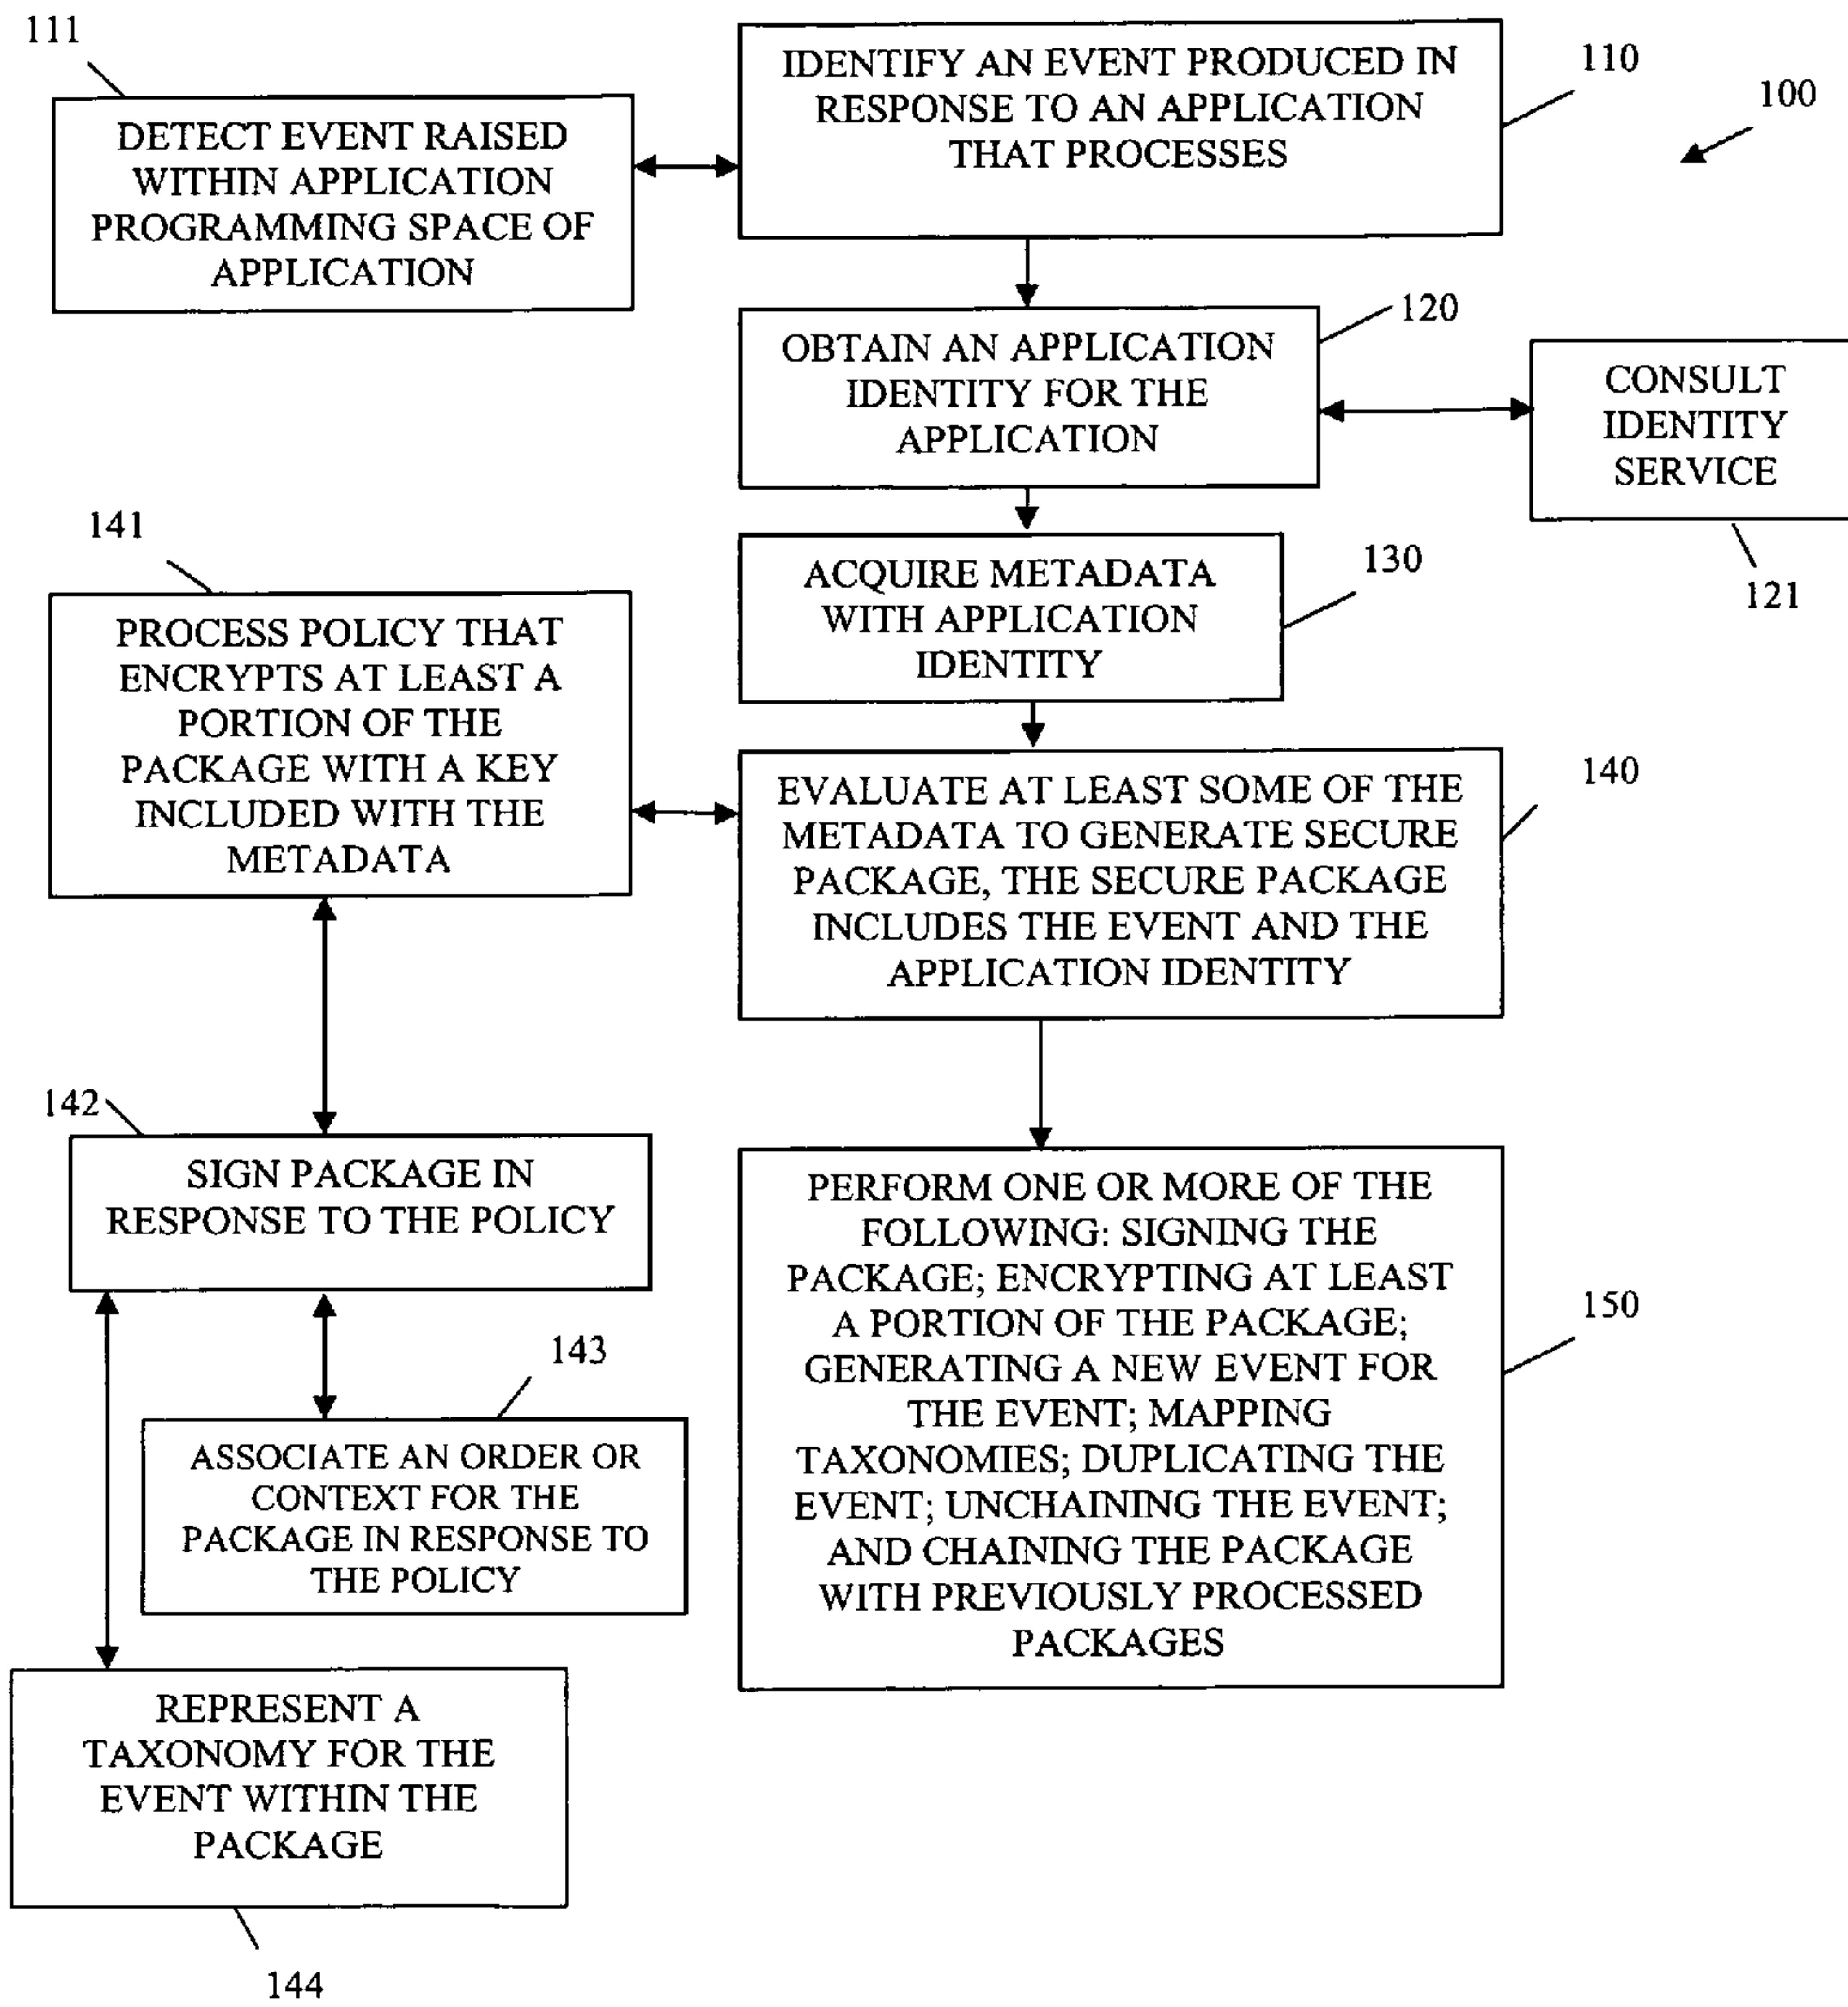 111
DETECT EVENT RAISED
WITHIN APPLICATION
PROGRAMMING SPACE OF
APPLICATION
IDENTIFY AN EVENT PRODUCED IN
RESPONSE TO AN APPLICATION
THAT PROCESSES
110
100
OBTAIN AN APPLICATION
IDENTITY FOR THE
APPLICATION
120
CONSULT
IDENTITY
SERVICE
121
ACQUIRE METADATA
WITH APPLICATION
IDENTITY
130
141
PROCESS POLICY THAT
ENCRYPTS AT LEAST A
PORTION OF THE
PACKAGE WITH A KEY
INCLUDED WITH THE
METADATA
EVALUATE AT LEAST SOME OF THE
METADATA TO GENERATE SECURE
PACKAGE, THE SECURE PACKAGE
INCLUDES THE EVENT AND THE
APPLICATION IDENTITY
140
142
SIGN PACKAGE IN
RESPONSE TO THE POLICY
143
ASSOCIATE AN ORDER OR
CONTEXT FOR THE
PACKAGE IN RESPONSE TO
THE POLICY
PERFORM ONE OR MORE OF THE
FOLLOWING: SIGNING THE
PACKAGE; ENCRYPTING AT LEAST
A PORTION OF THE PACKAGE;
GENERATING A NEW EVENT FOR
THE EVENT; MAPPING
TAXONOMIES; DUPLICATING THE
EVENT; UNCHAINING THE EVENT;
AND CHAINING THE PACKAGE
WITH PREVIOUSLY PROCESSED
PACKAGES
150
REPRESENT A
TAXONOMY FOR THE
EVENT WITHIN THE
PACKAGE
144